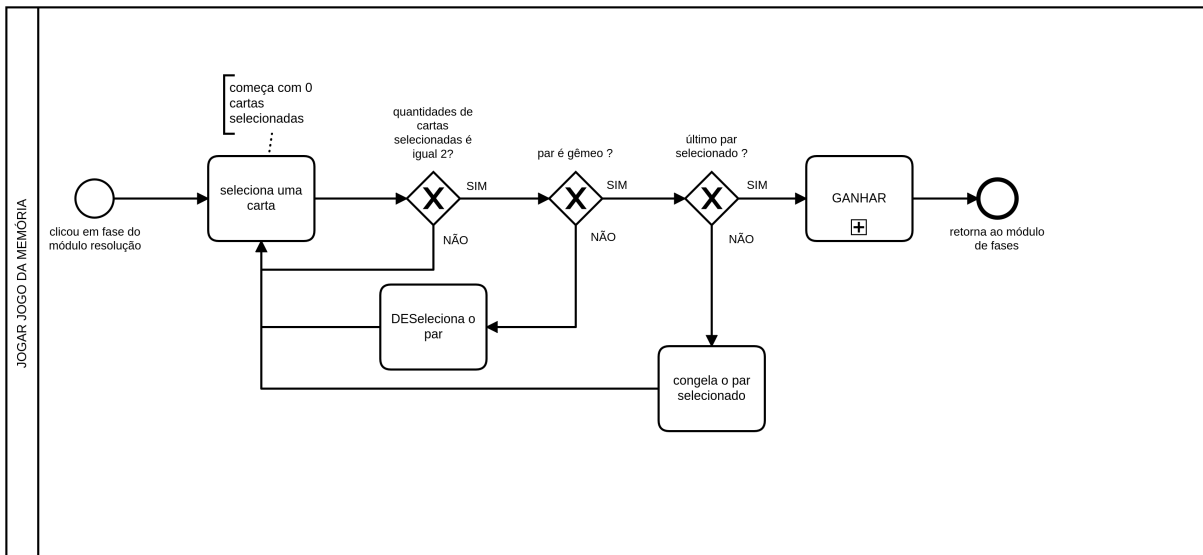 JOGAR JOGO DA MEMÓRIA
começa com 0
cartas
selecionadas
clicou em fase do
módulo resolução
seleciona uma
carta
quantidades de
cartas
selecionadas é
igual 2?
SIM
NÃO
par é gêmeo ?
SIM
NÃO
DESeleciona o
par
último par
selecionado ?
SIM
NÃO
congela o par
selecionado
GANHAR
retorna ao módulo
de fases